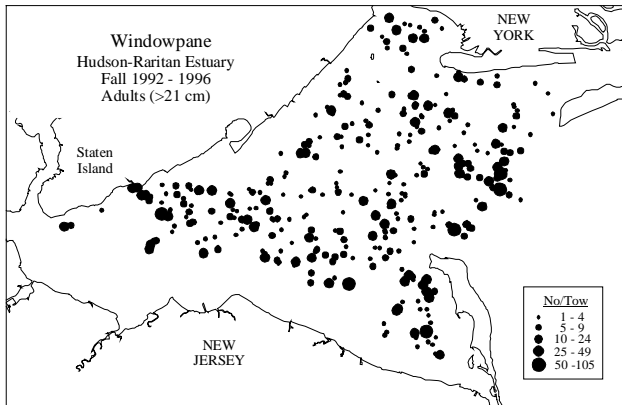 Windowpane
Hudson-Raritan Estuary
Fall 1992 - 1996
Adults (>21 cm)
NEW
YORK
Staten
Island
NEW
JERSEY
No/Tow
1 - 4
5 - 9
10 - 24
25 - 49
50 -105